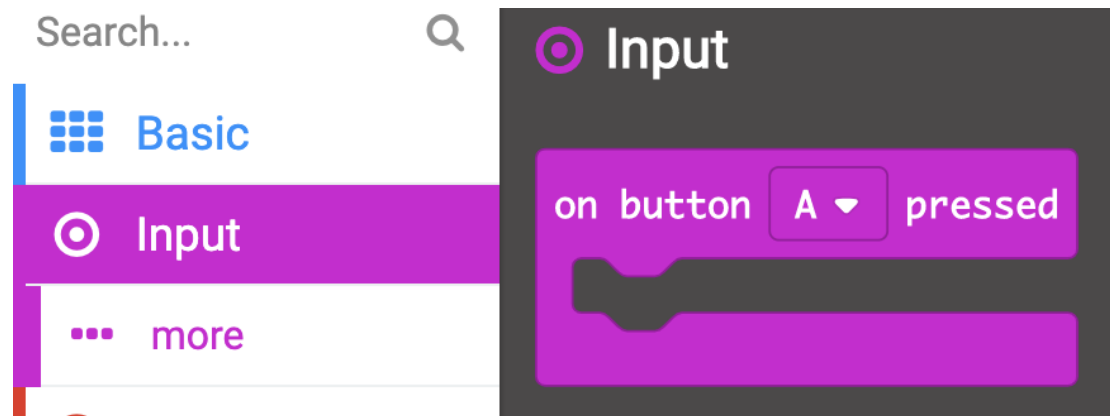 Search...
Basic
Input
more
Input
on button A pressed